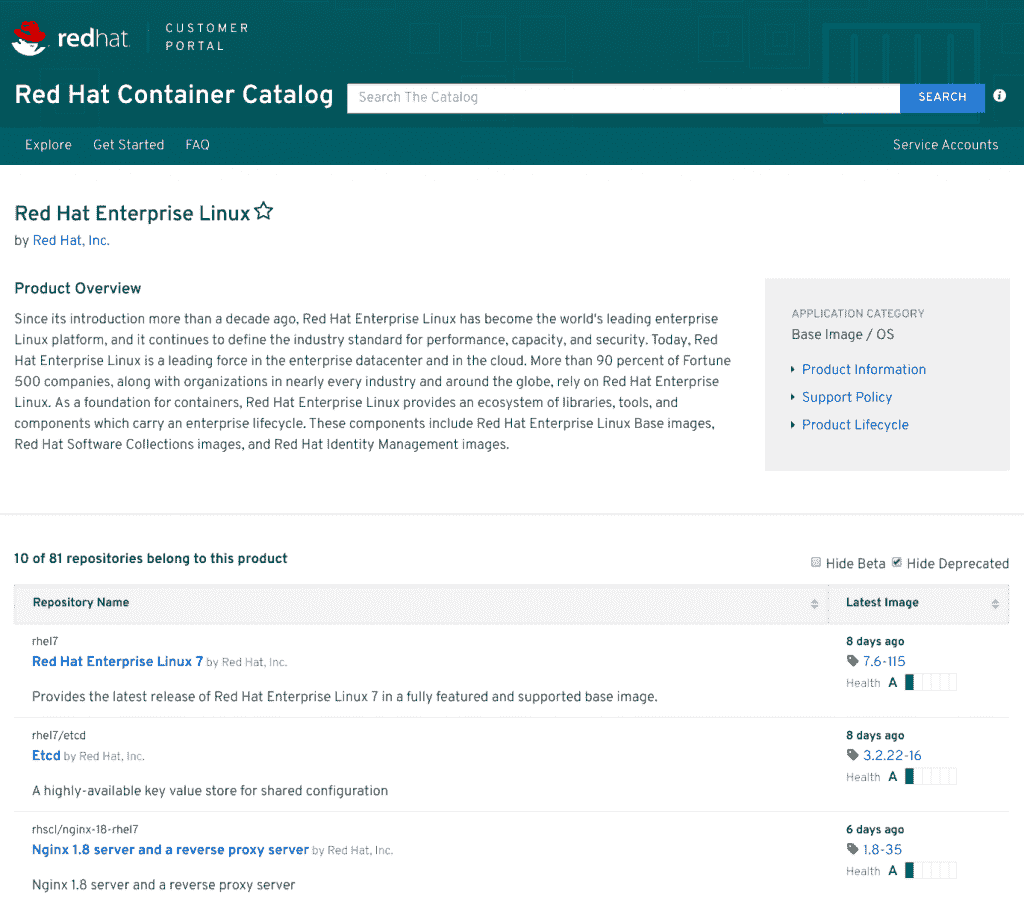 redhat.
CUSTOMER
PORTAL
Red Hat Container Catalog
Search The Catalog
SEARCH
Explore Get Started FAQ Service Accounts
Red Hat Enterprise Linux
by Red Hat, Inc.
Product Overview
Since its introduction more than a decade ago, Red Hat Enterprise Linux has become the world's leading enterprise
Linux platform, and it continues to define the industry standard for performance, capacity, and security. Today, Red
Hat Enterprise Linux is a leading force in the enterprise datacenter and in the cloud. More than 90 percent of Fortune
500 companies, along with organizations in nearly every industry and around the globe, rely on Red Hat Enterprise
Linux. As a foundation for containers, Red Hat Enterprise Linux provides an ecosystem of libraries, tools, and
components which carry an enterprise lifecycle. These components include Red Hat Enterprise Linux Base images,
Red Hat Software Collections images, and Red Hat Identity Management images.
APPLICATION CATEGORY
Base Image / OS
Product Information
Support Policy
Product Lifecycle
10 of 81 repositories belong to this product
Hide Beta Hide Deprecated
Repository Name Latest Image
rhel7
Red Hat Enterprise Linux 7 by Red Hat, Inc.
Provides the latest release of Red Hat Enterprise Linux 7 in a fully featured and supported base image.
8 days ago
7.6-115
Health A
rhel7/etcd
Etcd by Red Hat, Inc.
A highly-available key value store for shared configuration
8 days ago
3.2.22-16
Health A
rhscl/nginx-18-rhel7
Nginx 1.8 server and a reverse proxy server by Red Hat, Inc.
Nginx 1.8 server and a reverse proxy server
6 days ago
1.8-35
Health A